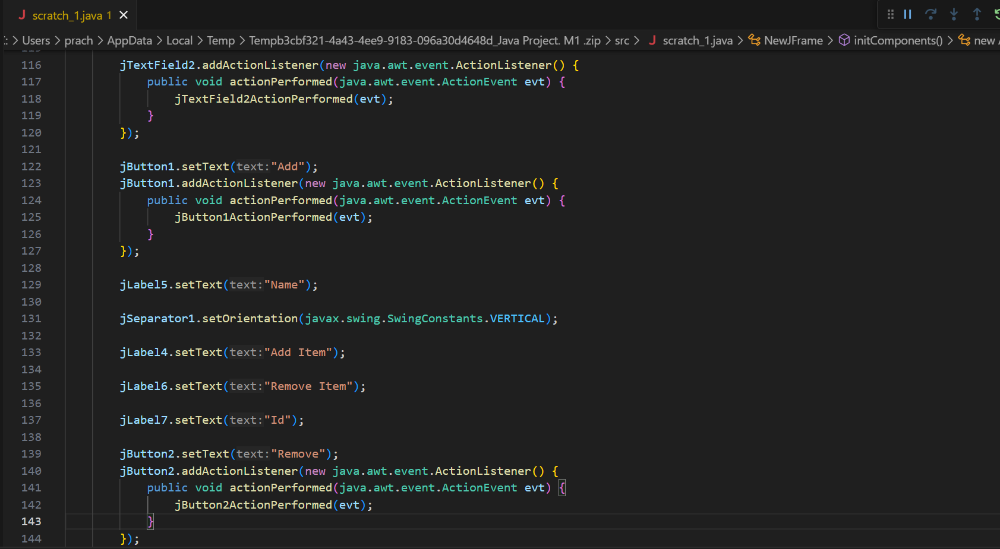 scratch_1.java 1
Users > prach > AppData > Local > Temp > Tempb3cbf321-4a43-4ee9-9183-096a30d4648d_Java Project. M1 .zip > src > J scratch_1.java > NewJFrame > initComponents() > new
116 jTextField2.addActionListener(new java.awt.event.ActionListener() {
117 public void actionPerformed(java.awt.event.ActionEvent evt) {
118 jTextField2ActionPerformed(evt);
119 }
120 });
121
122 jButton1.setText(text:"Add");
123 jButton1.addActionListener(new java.awt.event.ActionListener() {
124 public void actionPerformed(java.awt.event.ActionEvent evt) {
125 jButton1ActionPerformed(evt);
126 }
127 });
128
129 jLabel5.setText(text:"Name");
130
131 jSeparator1.setOrientation(javax.swing.SwingConstants.VERTICAL);
132
133 jLabel4.setText(text:"Add Item");
134
135 jLabel6.setText(text:"Remove Item");
136
137 jLabel7.setText(text:"Id");
138
139 jButton2.setText(text:"Remove");
140 jButton2.addActionListener(new java.awt.event.ActionListener() {
141 public void actionPerformed(java.awt.event.ActionEvent evt) {
142 jButton2ActionPerformed(evt);
143 }
144 });